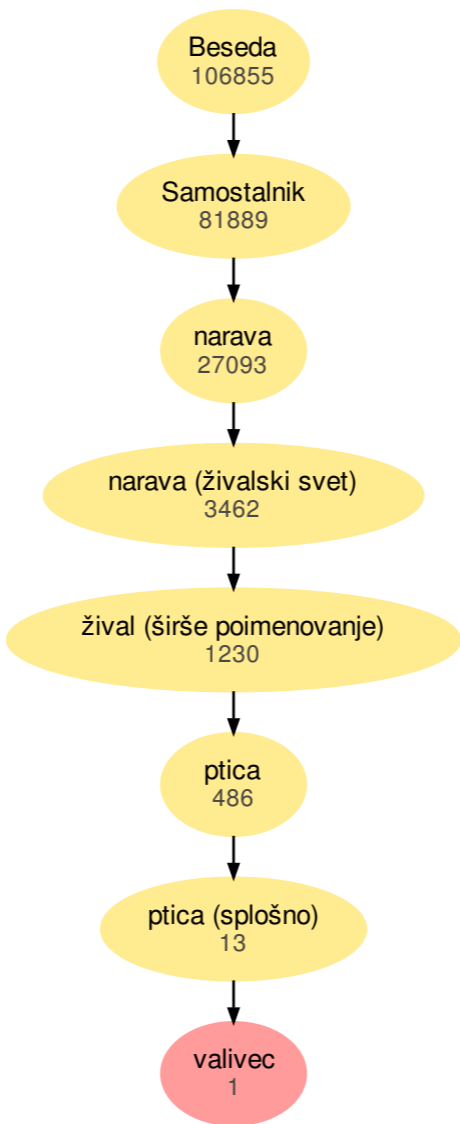 Beseda
106855
Samostalnik
81889
narava
27093
narava (živalski svet)
3462
žival (širše poimenovanje)
1230
ptica
486
ptica (splošno)
13
valivec
1